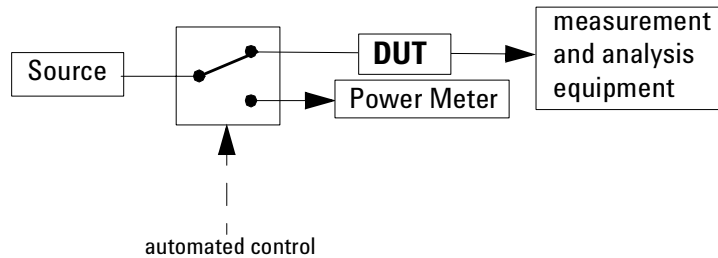 Source
DUT
Power Meter
measurement
and analysis
equipment
automated control